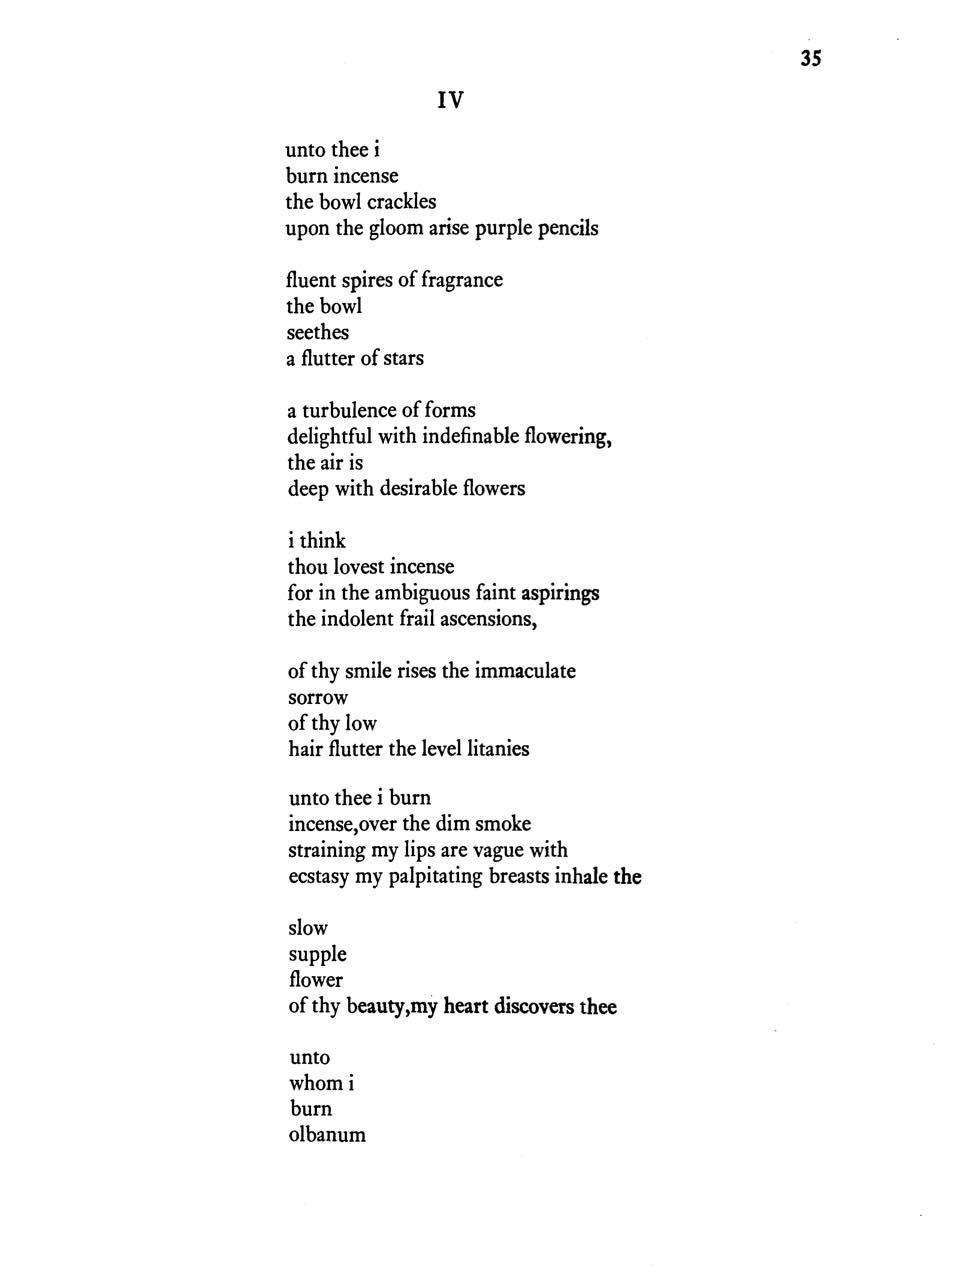 35
IV
unto thee i
burn incense
the bowl crackles
upon the gloom arise purple pencils
fluent spires of fragrance
the bowl
seethes
a flutter of stars
a turbulence of forms
delightful with indefinable flowering,
the air is
deep with desirable flowers
i think
thou lovest incense
for in the ambiguous faint aspirings
the indolent frail ascensions,
of thy smile rises the immaculate
sorrow
of thy low
hair flutter the level litanies
unto thee i burn
incense,over the dim smoke
straining my lips are vague with
ecstasy my palpitating breasts inhale the
slow
supple
flower
of thy beauty,my heart discovers thee
unto
whom i
burn
olbanum